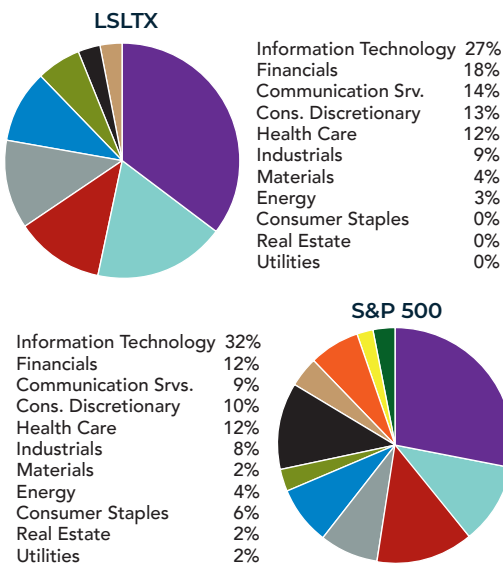 LSLTX
Information Technology 27%
Financials 18%
Communication Srv. 14%
Cons. Discretionary 13%
Health Care 12%
Industrials 9%
Materials 4%
Energy 3%
Consumer Staples 0%
Real Estate 0%
Utilities 0%
S&P 500
Information Technology 32%
Financials 12%
Communication Srvs. 9%
Cons. Discretionary 10%
Health Care 12%
Industrials 8%
Materials 2%
Energy 4%
Consumer Staples 6%
Real Estate 2%
Utilities 2%